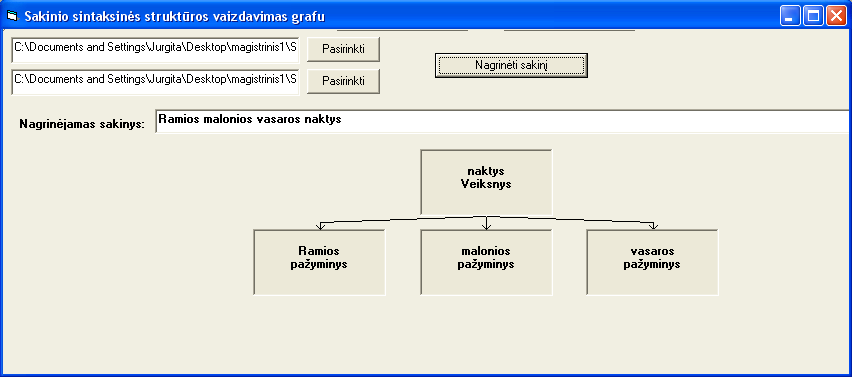 Sakinio sintaksinės struktūros vaizdavimas grafu
C:\Documents and Settings\Jurgita\Desktop\magistrinis1\S
Pasirinkti
C:\Documents and Settings\Jurgita\Desktop\magistrinis1\S
Pasirinkti
Nagrinėti sakinį
Nagrinėjamas sakinys:
Ramios malonios vasaros naktys
naktys
Veiksnys
Ramios
pažyminys
malonios
pažyminys
vasaros
pažyminys